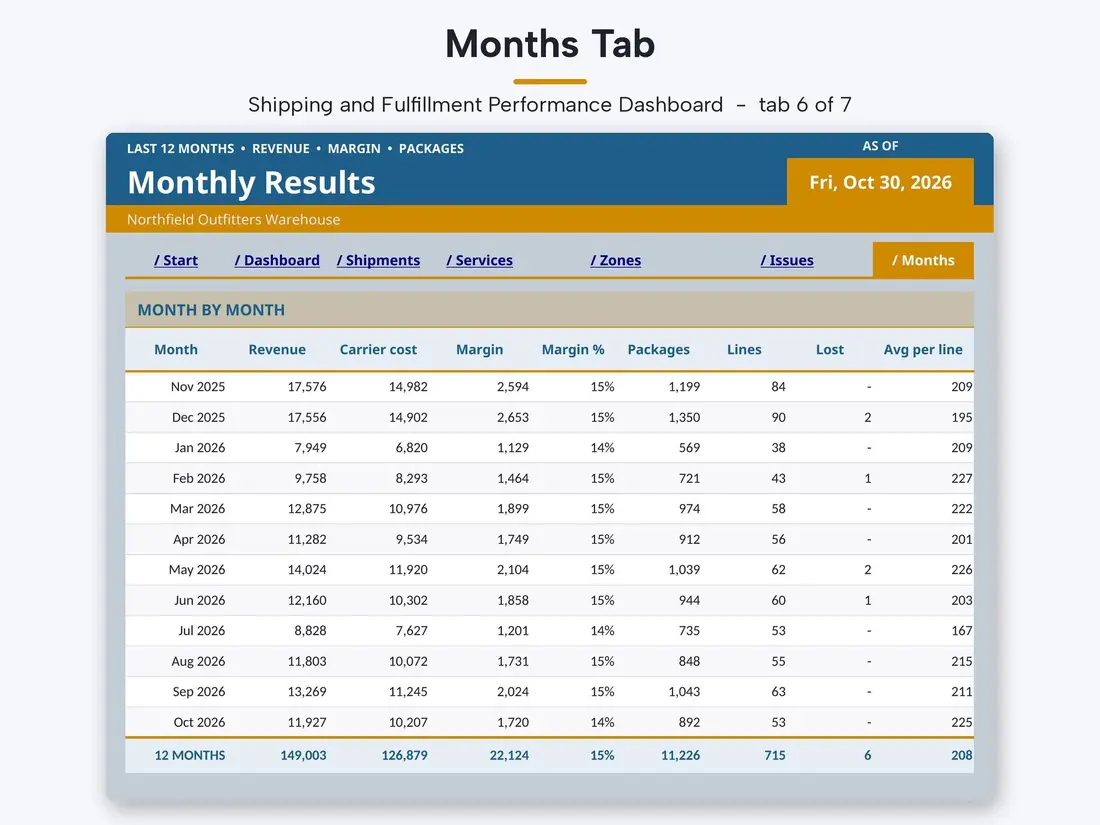 Months Tab
Shipping and Fulfillment Performance Dashboard - tab 6 of 7
LAST 12 MONTHS • REVENUE • MARGIN • PACKAGES
AS OF
Monthly Results
Fri, Oct 30, 2026
Northfield Outfitters Warehouse
/ Start / Dashboard / Shipments / Services / Zones / Issues / Months
MONTH BY MONTH
Month Revenue Carrier cost Margin Margin % Packages Lines Lost Avg per line
Nov 2025 17,576 14,982 2,594 15% 1,199 84 - 209
Dec 2025 17,556 14,902 2,653 15% 1,350 90 2 195
Jan 2026 7,949 6,820 1,129 14% 569 38 - 209
Feb 2026 9,758 8,293 1,464 15% 721 43 1 227
Mar 2026 12,875 10,976 1,899 15% 974 58 - 222
Apr 2026 11,282 9,534 1,749 15% 912 56 - 201
May 2026 14,024 11,920 2,104 15% 1,039 62 2 226
Jun 2026 12,160 10,302 1,858 15% 944 60 1 203
Jul 2026 8,828 7,627 1,201 14% 735 53 - 167
Aug 2026 11,803 10,072 1,731 15% 848 55 - 215
Sep 2026 13,269 11,245 2,024 15% 1,043 63 - 211
Oct 2026 11,927 10,207 1,720 14% 892 53 - 225
12 MONTHS 149,003 126,879 22,124 15% 11,226 715 6 208